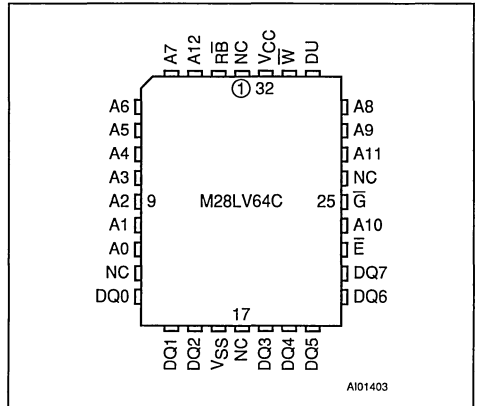 A7 A12 R̅B NC VCC W̅ DU
1 32
A6 A8
A5 A9
A4 A11
A3 NC
A2 9 M28LV64C 25 G̅
A1 A10
A0 E̅
NC DQ7
DQ0 DQ6
17
DQ1 DQ2 VSS NC DQ3 DQ4 DQ5
AI01403